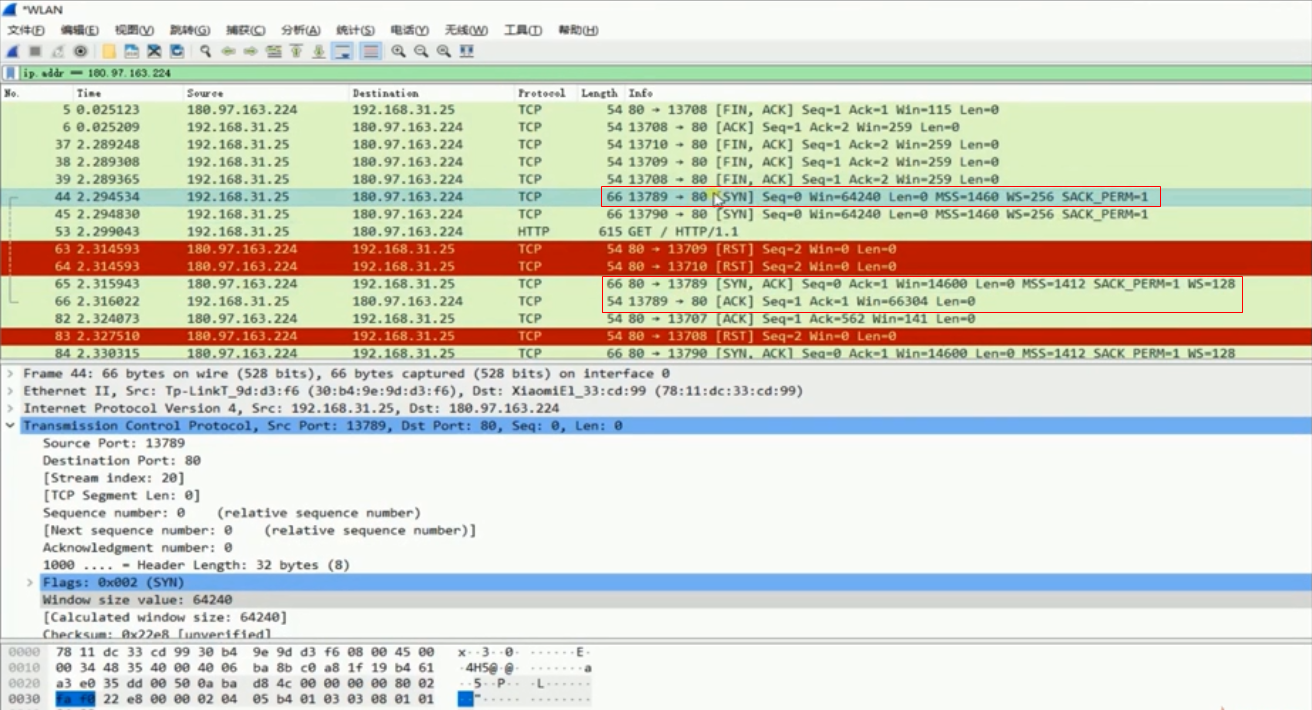 *WLAN
文件(F) 编辑(E) 视图(V) 跳转(G) 捕获(C) 分析(A) 统计(S) 电话(Y) 无线(W) 工具(T) 帮助(H)
ip.addr == 180.97.163.224
No. Time Source Destination Protocol Length Info
5 0.025123 180.97.163.224 192.168.31.25 TCP 54 80 → 13708 [FIN, ACK] Seq=1 Ack=1 Win=115 Len=0
6 0.025209 192.168.31.25 180.97.163.224 TCP 54 13708 → 80 [ACK] Seq=1 Ack=2 Win=259 Len=0
37 2.289248 192.168.31.25 180.97.163.224 TCP 54 13710 → 80 [FIN, ACK] Seq=1 Ack=2 Win=259 Len=0
38 2.289308 192.168.31.25 180.97.163.224 TCP 54 13709 → 80 [FIN, ACK] Seq=1 Ack=2 Win=259 Len=0
39 2.289365 192.168.31.25 180.97.163.224 TCP 54 13708 → 80 [FIN, ACK] Seq=1 Ack=2 Win=259 Len=0
44 2.294534 192.168.31.25 180.97.163.224 TCP 66 13789 → 80 [SYN] Seq=0 Win=64240 Len=0 MSS=1460 WS=256 SACK_PERM=1
45 2.294830 192.168.31.25 180.97.163.224 TCP 66 13790 → 80 [SYN] Seq=0 Win=64240 Len=0 MSS=1460 WS=256 SACK_PERM=1
53 2.299043 192.168.31.25 180.97.163.224 HTTP 615 GET / HTTP/1.1
63 2.314593 180.97.163.224 192.168.31.25 TCP 54 80 → 13709 [RST] Seq=2 Win=0 Len=0
64 2.314593 180.97.163.224 192.168.31.25 TCP 54 80 → 13710 [RST] Seq=2 Win=0 Len=0
65 2.315943 180.97.163.224 192.168.31.25 TCP 66 80 → 13789 [SYN, ACK] Seq=0 Ack=1 Win=14600 Len=0 MSS=1412 SACK_PERM=1 WS=128
66 2.316022 192.168.31.25 180.97.163.224 TCP 54 13789 → 80 [ACK] Seq=1 Ack=1 Win=66304 Len=0
82 2.324073 180.97.163.224 192.168.31.25 TCP 54 80 → 13707 [ACK] Seq=1 Ack=562 Win=141 Len=0
83 2.327510 180.97.163.224 192.168.31.25 TCP 54 80 → 13708 [RST] Seq=2 Win=0 Len=0
84 2.330315 180.97.163.224 192.168.31.25 TCP 66 80 → 13790 [SYN, ACK] Seq=0 Ack=1 Win=14600 Len=0 MSS=1412 SACK_PERM=1 WS=128
Frame 44: 66 bytes on wire (528 bits), 66 bytes captured (528 bits) on interface 0
Ethernet II, Src: Tp-LinkT_9d:d3:f6 (30:b4:9e:9d:d3:f6), Dst: XiaomiEl_33:cd:99 (78:11:dc:33:cd:99)
Internet Protocol Version 4, Src: 192.168.31.25, Dst: 180.97.163.224
Transmission Control Protocol, Src Port: 13789, Dst Port: 80, Seq: 0, Len: 0
Source Port: 13789
Destination Port: 80
[Stream index: 20]
[TCP Segment Len: 0]
Sequence number: 0 (relative sequence number)
[Next sequence number: 0 (relative sequence number)]
Acknowledgment number: 0
1000 .... = Header Length: 32 bytes (8)
Flags: 0x002 (SYN)
Window size value: 64240
[Calculated window size: 64240]
Checksum: 0x22e8 [unverified]
0000 78 11 dc 33 cd 99 30 b4 9e 9d d3 f6 08 00 45 00 x··3··0· ······E·
0010 00 34 48 35 40 00 40 06 ba 8b c0 a8 1f 19 b4 61 ·4H5@·@· ·······a
0020 a3 e0 35 dd 00 50 0a ba d8 4c 00 00 00 00 80 02 ··5··P·· ·L······
0030 fa f0 22 e8 00 00 02 04 05 b4 01 03 03 08 01 01 ··"····· ········